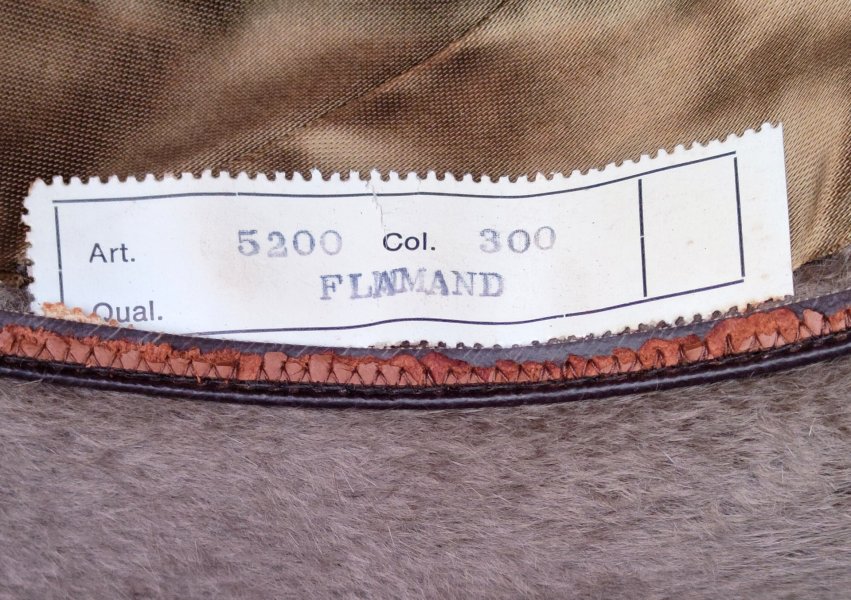 Art. 5200 Col. 300
FLAMAND
Qual.